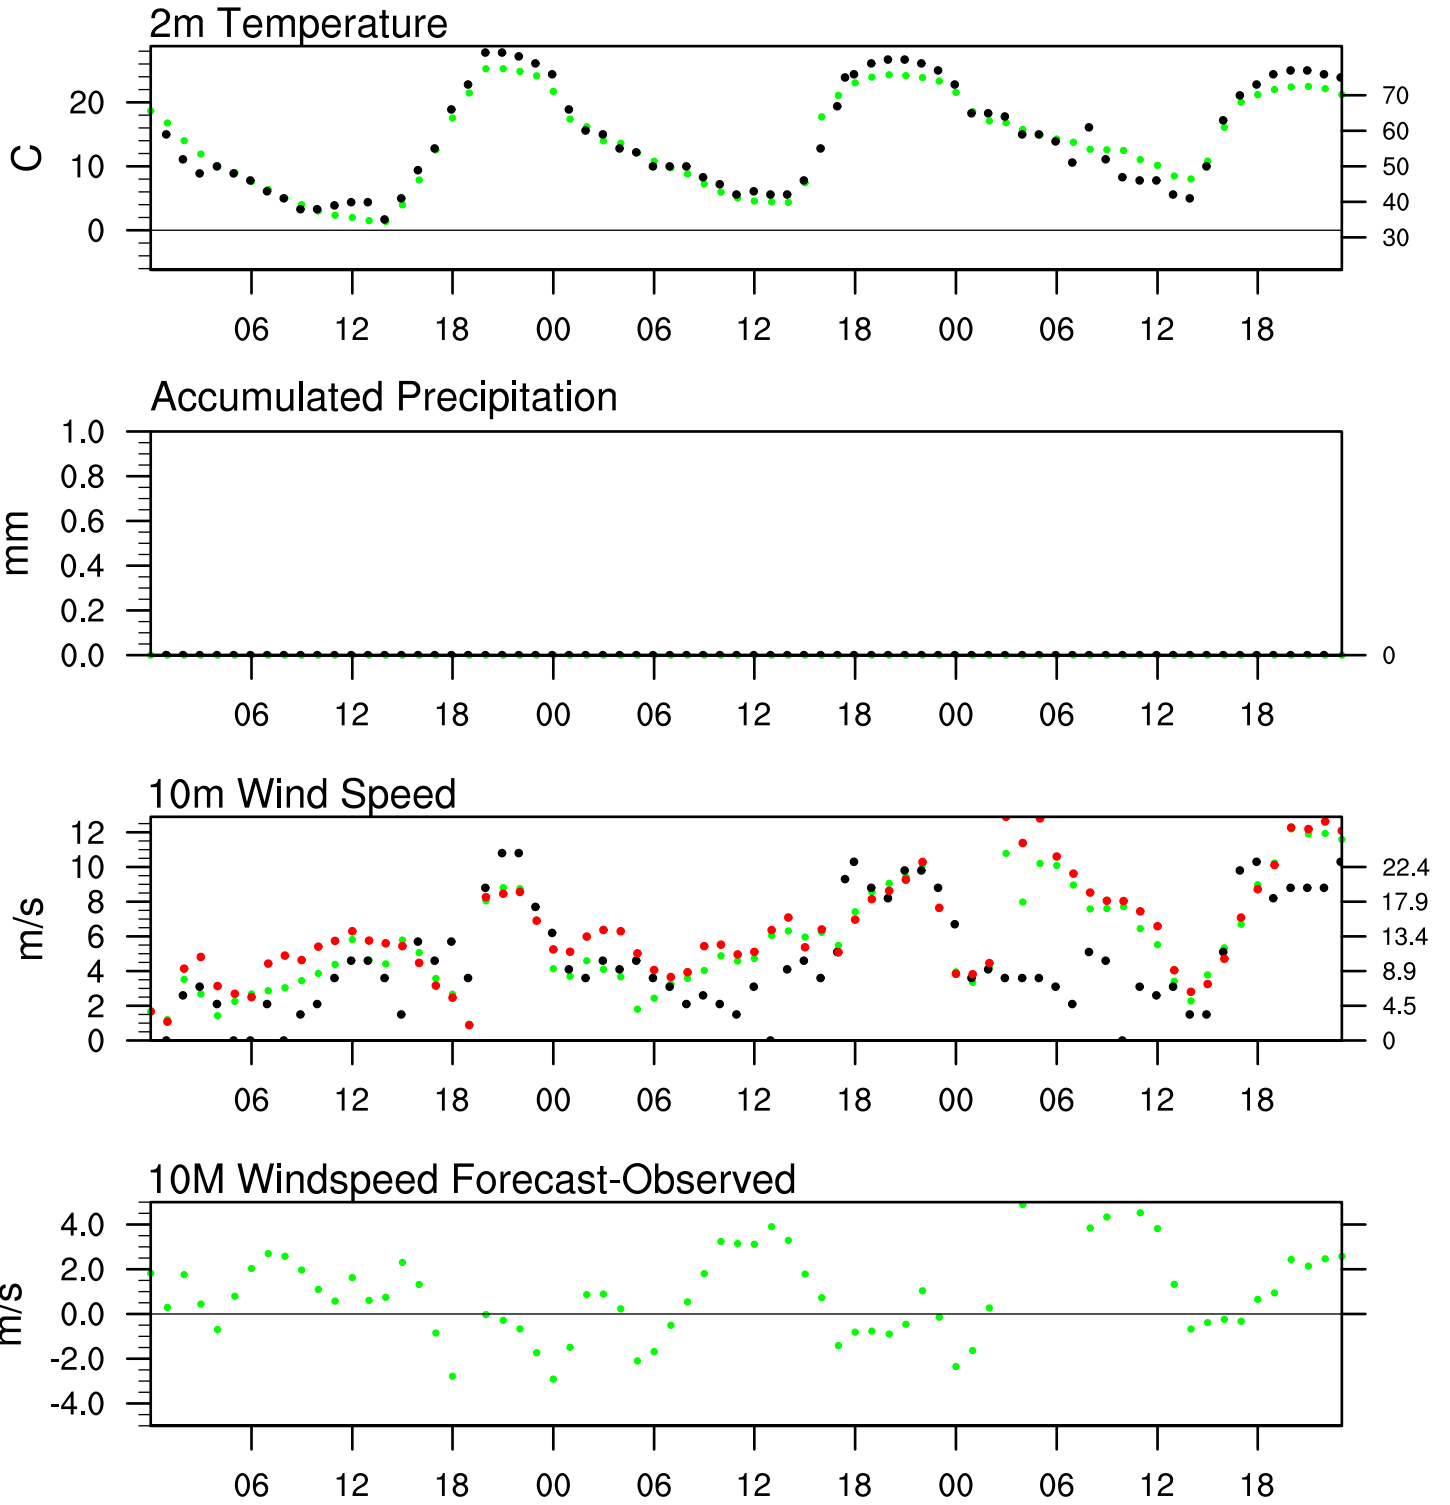 2m Temperature
20
10
0
C
70
60
50
40
30
06 12 18 00 06 12 18 00 06 12 18
Accumulated Precipitation
1.0
0.8
0.6
0.4
0.2
0.0
mm
0
06 12 18 00 06 12 18 00 06 12 18
10m Wind Speed
12
10
8
6
4
2
0
m/s
22.4
17.9
13.4
8.9
4.5
0
06 12 18 00 06 12 18 00 06 12 18
10M Windspeed Forecast-Observed
4.0
2.0
0.0
-2.0
-4.0
m/s
06 12 18 00 06 12 18 00 06 12 18